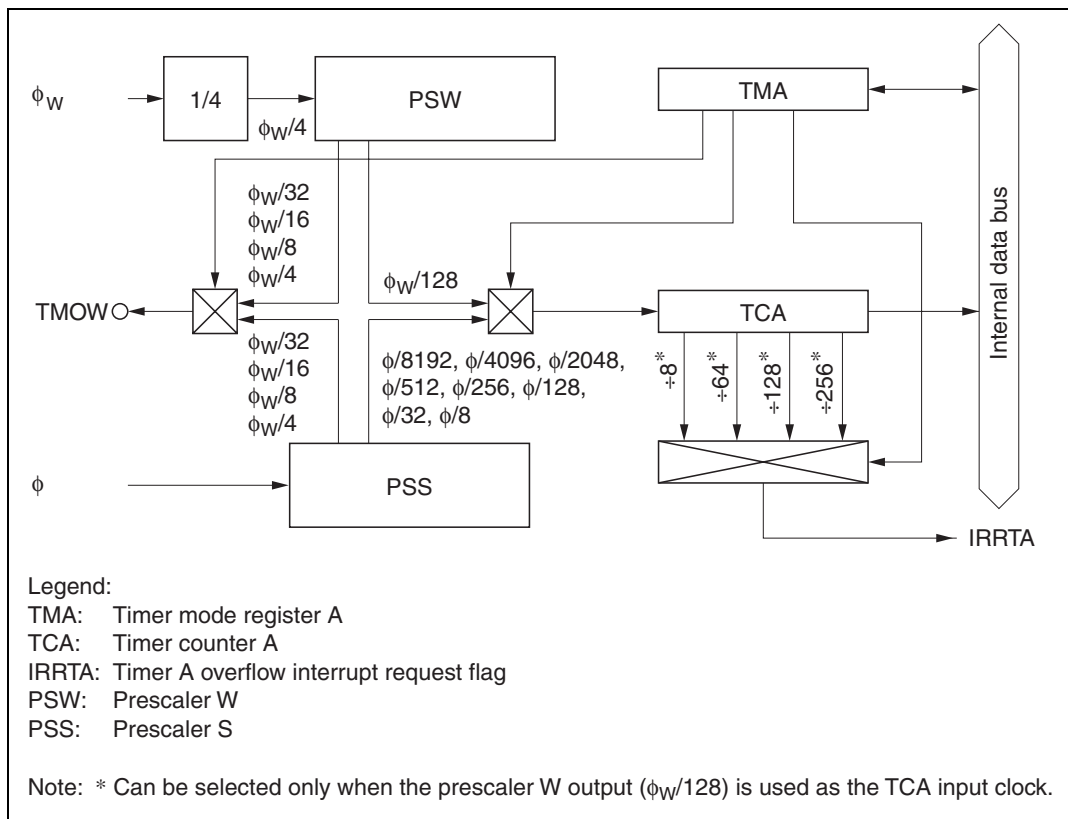 ϕW
1/4
ϕW/4
PSW
TMA
ϕW/32
ϕW/16
ϕW/8
ϕW/4
ϕW/128
TMOW
TCA
Internal data bus
ϕW/32
ϕW/16
ϕW/8
ϕW/4
ϕ/8192, ϕ/4096, ϕ/2048,
ϕ/512, ϕ/256, ϕ/128,
ϕ/32, ϕ/8
÷8*
÷64*
÷128*
÷256*
ϕ
PSS
IRRTA
Legend:
TMA: Timer mode register A
TCA: Timer counter A
IRRTA: Timer A overflow interrupt request flag
PSW: Prescaler W
PSS: Prescaler S
Note: * Can be selected only when the prescaler W output (ϕW/128) is used as the TCA input clock.